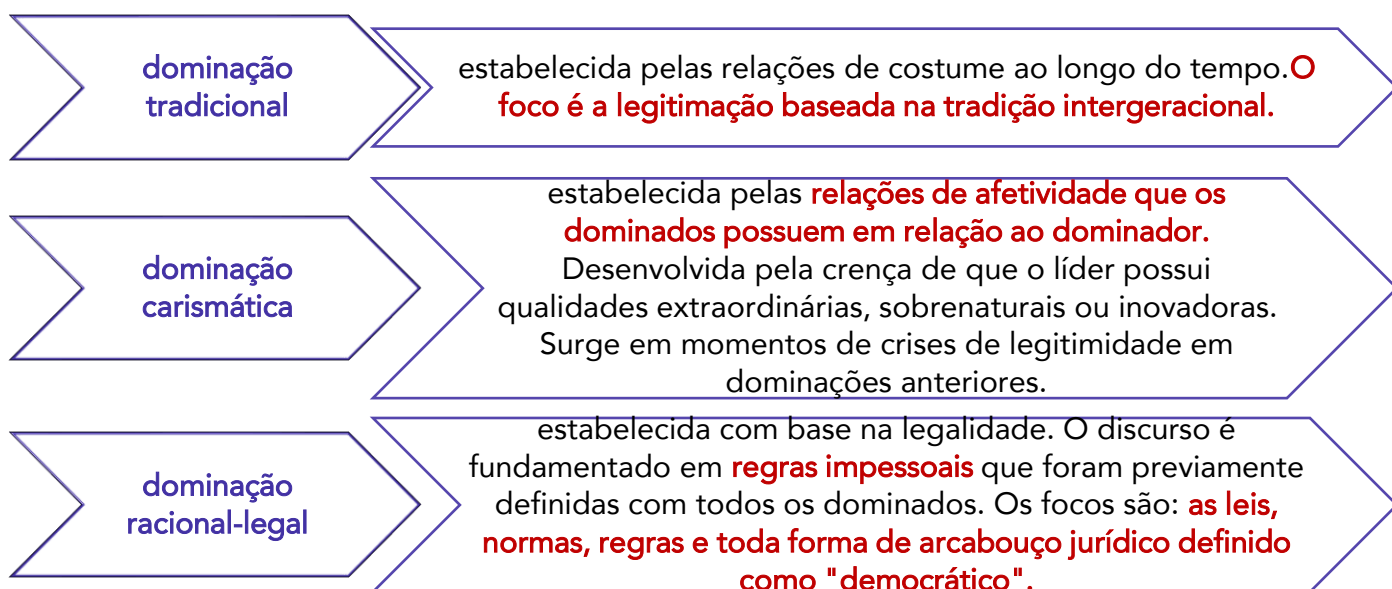 dominação
tradicional
estabelecida pelas relações de costume ao longo do tempo.O
foco é a legitimação baseada na tradição intergeracional.
dominação
carismática
estabelecida pelas relações de afetividade que os
dominados possuem em relação ao dominador.
Desenvolvida pela crença de que o líder possui
qualidades extraordinárias, sobrenaturais ou inovadoras.
Surge em momentos de crises de legitimidade em
dominações anteriores.
dominação
racional-legal
estabelecida com base na legalidade. O discurso é
fundamentado em regras impessoais que foram previamente
definidas com todos os dominados. Os focos são: as leis,
normas, regras e toda forma de arcabouço jurídico definido
como "democrático".